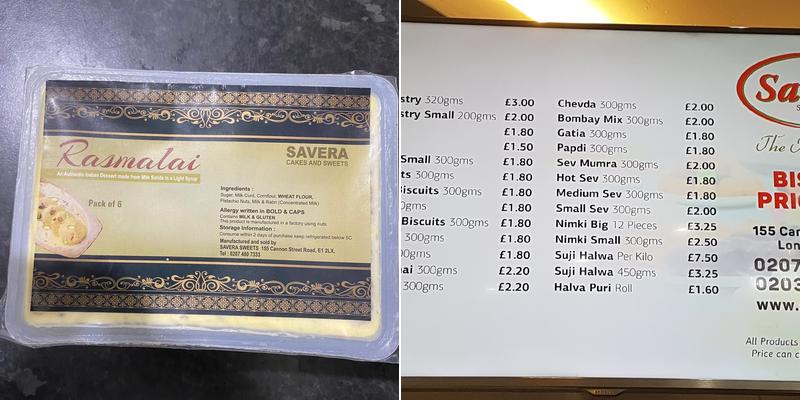 Rasmalai
An Authentic Indian Dessert made from Milk Solids in a Light Syrup
SAVERA
CAKES AND SWEETS
Pack of 6
Ingredients :
Sugar, Milk Curd, Cornflour, WHEAT FLOUR,
Pistachio Nuts, Milk & Rabri (Concentrated Milk)
Allergy written in BOLD & CAPS
Contains MILK & GLUTEN
This product is manufactured in a factory using nuts
Storage Information :
Consume within 2 days of purchase keep refrigerated below 5C
Manufactured and sold by
SAVERA SWEETS 155 Cannon Street Road, E1 2LX,
Tel : 0207 480 7333
stry 320gms £3.00
stry Small 200gms £2.00
£1.80
£1.50
Small 300gms £1.80
ts 300gms £1.80
Biscuits 300gms £1.80
300gms £1.80
Biscuits 300gms £1.80
300gms £1.80
300gms £1.80
ai 300gms £2.20
300gms £2.20
Chevda 300gms £2.00
Bombay Mix 300gms £2.00
Gatia 300gms £1.80
Papdi 300gms £1.80
Sev Mumra 300gms £2.00
Hot Sev 300gms £1.80
Medium Sev 300gms £1.80
Small Sev 300gms £2.00
Nimki Big 12 Pieces £3.25
Nimki Small 300gms £2.50
Suji Halwa Per Kilo £7.50
Suji Halwa 450gms £3.25
Halva Puri Roll £1.60
Sa
The
BIS
PRI
155 Can
Lon
0207
0203
www.
All Products
Price can c